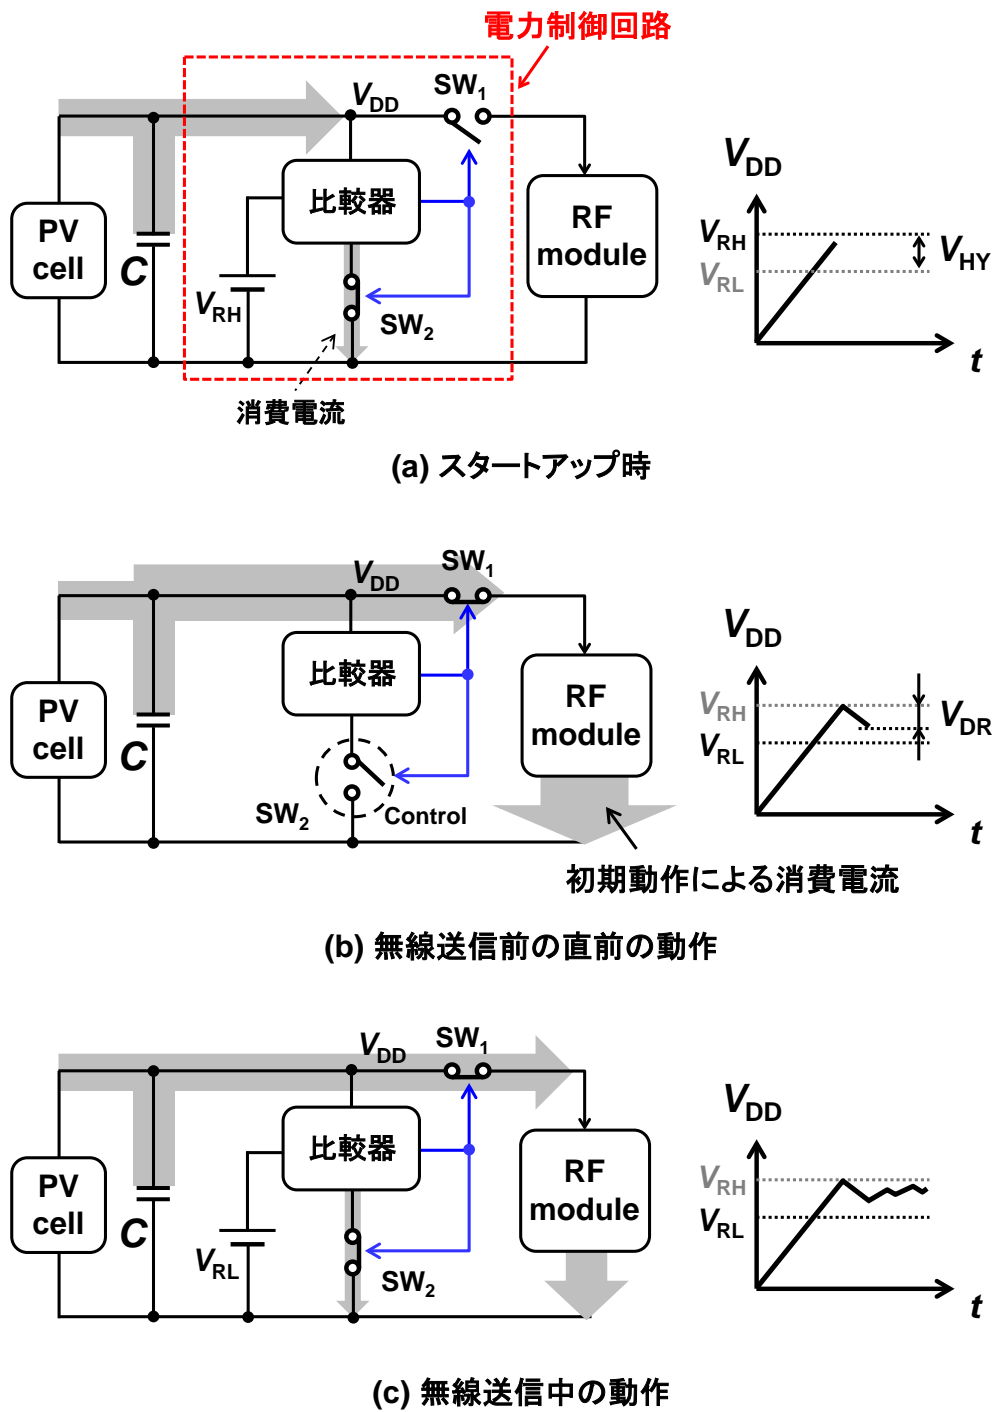 電力制御回路
VDD
SW1
比較器
PV
cell
C
VRH
SW2
RF
module
消費電流
VDD
VRH
VRL
VHY
t
(a) スタートアップ時
VDD
SW1
比較器
PV
cell
C
SW2
Control
RF
module
初期動作による消費電流
VDD
VRH
VRL
VDR
t
(b) 無線送信前の直前の動作
VDD
SW1
比較器
PV
cell
C
VRL
SW2
RF
module
VDD
VRH
VRL
t
(c) 無線送信中の動作